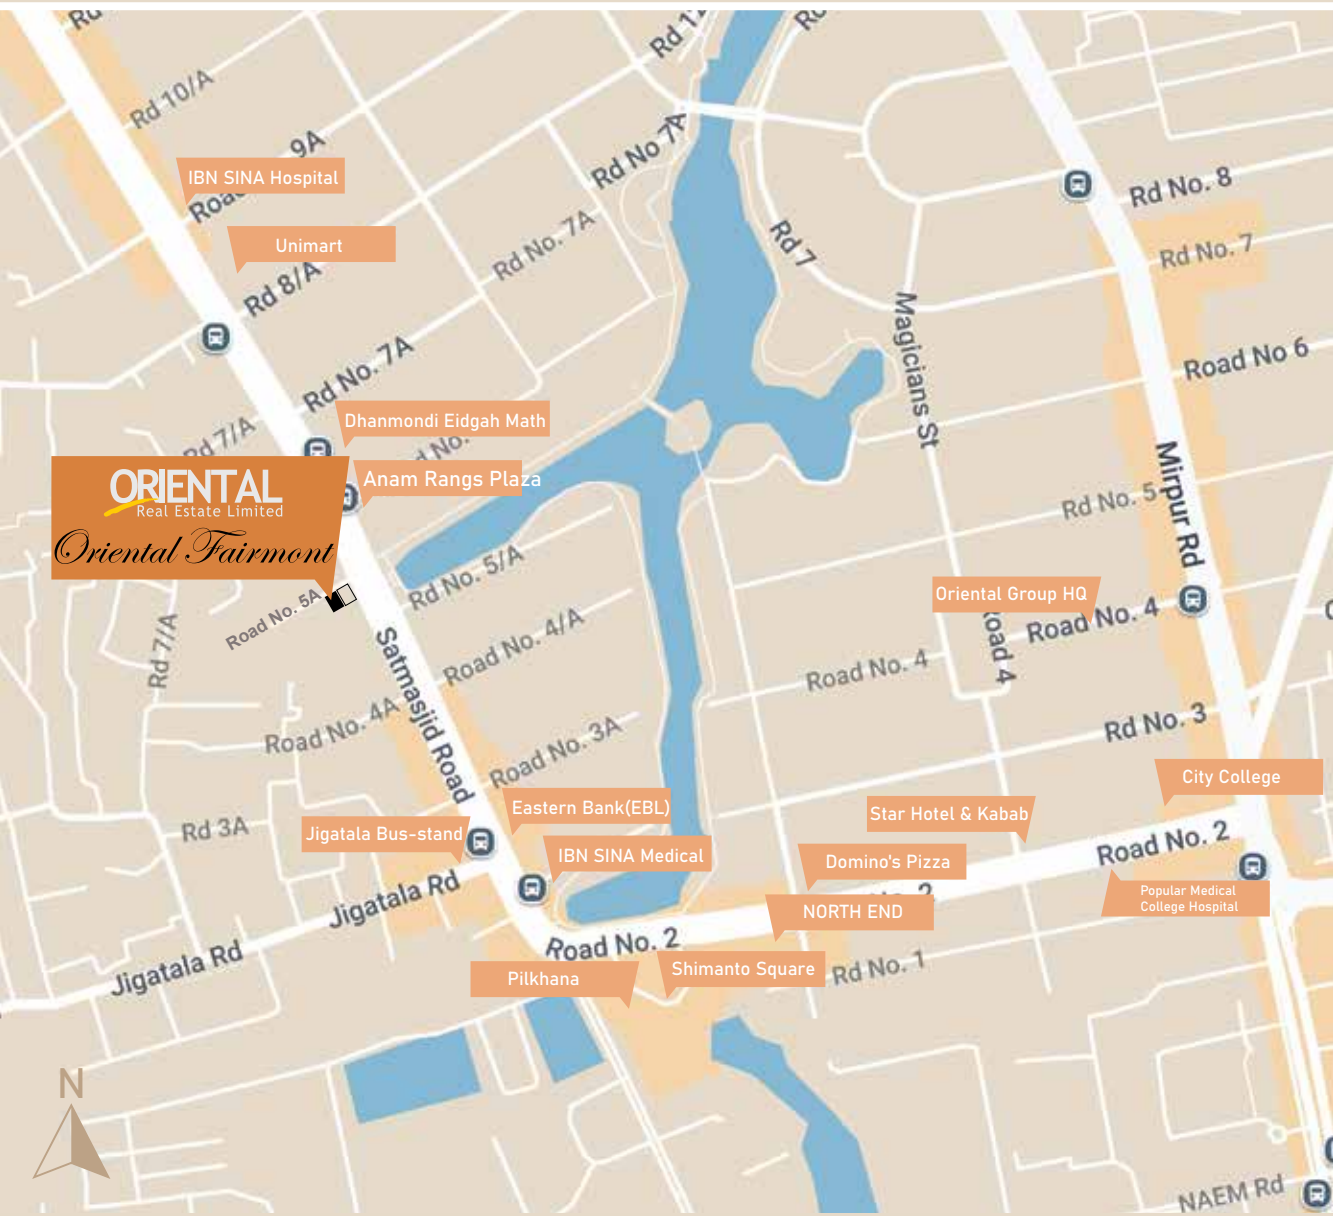 Rd
Rd 12
Rd 10/A
9A
Rd No 7A
IBN SINA Hospital
Road
Rd No. 8
Unimart
Rd No. 7A
Rd 7
Rd No. 7
Rd 8/A
Magicians St
Road No 6
Rd No. 7A
Dhanmondi Eidgah Math
Rd 7/A
Mirpur Rd
Anam Rangs Plaza
ORIENTAL
Real Estate Limited
Oriental Fairmont
Rd No. 5
Rd No. 5/A
Oriental Group HQ
Road No. 5A
Road No. 4
Road 4
Rd 7/A
Satmasjid Road
Road No. 4/A
Road No. 4
Road No. 4A
Rd No. 3
Road No. 3A
City College
Eastern Bank(EBL)
Star Hotel & Kabab
Rd 3A
Jigatala Bus-stand
Road No. 2
IBN SINA Medical
Domino's Pizza
Jigatala Rd
Popular Medical
College Hospital
NORTH END
Road No. 2
Jigatala Rd
Rd No. 1
Shimanto Square
Pilkhana
N
NAEM Rd